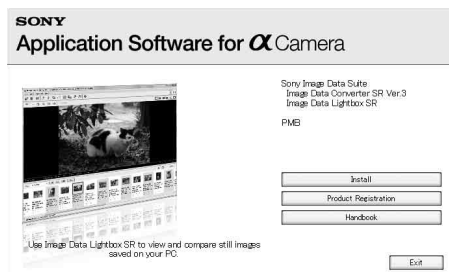 SONY
Application Software for α Camera
Sony Image Data Suite
Image Data Converter SR Ver.3
Image Data Lightbox SR
PMB
Install
Product Registration
Handbook
Use Image Data Lightbox SR to view and compare still images
saved on your PC.
Exit